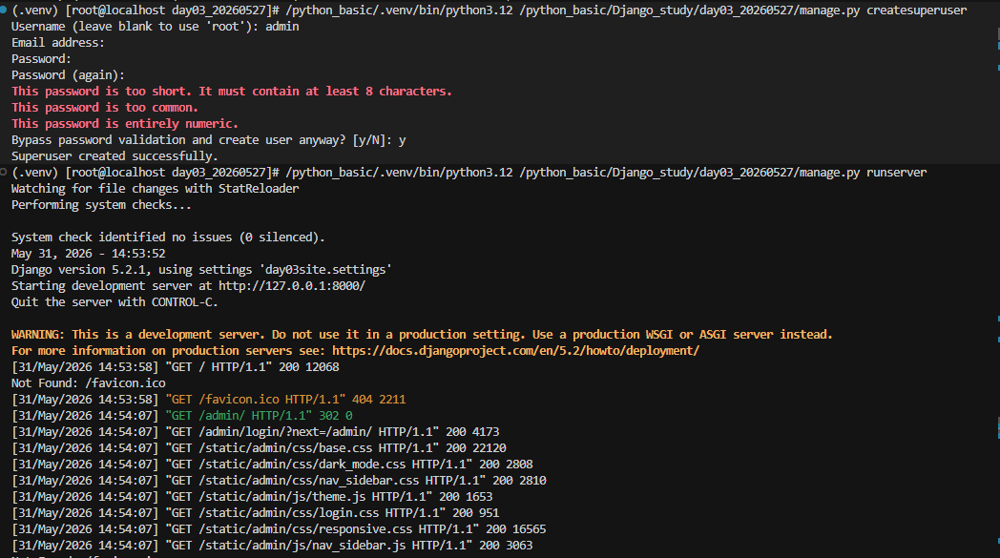 (.venv) [root@localhost day03_20260527]# /python_basic/.venv/bin/python3.12 /python_basic/Django_study/day03_20260527/manage.py createsuperuser
Username (leave blank to use 'root'): admin
Email address:
Password:
Password (again):
This password is too short. It must contain at least 8 characters.
This password is too common.
This password is entirely numeric.
Bypass password validation and create user anyway? [y/N]: y
Superuser created successfully.
(.venv) [root@localhost day03_20260527]# /python_basic/.venv/bin/python3.12 /python_basic/Django_study/day03_20260527/manage.py runserver
Watching for file changes with StatReloader
Performing system checks...

System check identified no issues (0 silenced).
May 31, 2026 - 14:53:52
Django version 5.2.1, using settings 'day03site.settings'
Starting development server at http://127.0.0.1:8000/
Quit the server with CONTROL-C.

WARNING: This is a development server. Do not use it in a production setting. Use a production WSGI or ASGI server instead.
For more information on production servers see: https://docs.djangoproject.com/en/5.2/howto/deployment/
[31/May/2026 14:53:58] "GET / HTTP/1.1" 200 12068
Not Found: /favicon.ico
[31/May/2026 14:53:58] "GET /favicon.ico HTTP/1.1" 404 2211
[31/May/2026 14:54:07] "GET /admin/ HTTP/1.1" 302 0
[31/May/2026 14:54:07] "GET /admin/login/?next=/admin/ HTTP/1.1" 200 4173
[31/May/2026 14:54:07] "GET /static/admin/css/base.css HTTP/1.1" 200 22120
[31/May/2026 14:54:07] "GET /static/admin/css/dark_mode.css HTTP/1.1" 200 2808
[31/May/2026 14:54:07] "GET /static/admin/css/nav_sidebar.css HTTP/1.1" 200 2810
[31/May/2026 14:54:07] "GET /static/admin/js/theme.js HTTP/1.1" 200 1653
[31/May/2026 14:54:07] "GET /static/admin/css/login.css HTTP/1.1" 200 951
[31/May/2026 14:54:07] "GET /static/admin/css/responsive.css HTTP/1.1" 200 16565
[31/May/2026 14:54:07] "GET /static/admin/js/nav_sidebar.js HTTP/1.1" 200 3063